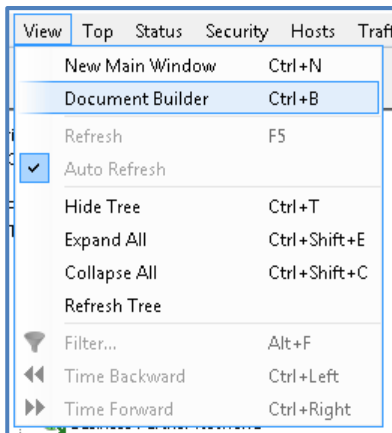 View Top Status Security Hosts Traff
New Main Window Ctrl+N
Document Builder Ctrl+B
Refresh F5
Auto Refresh
Hide Tree Ctrl+T
Expand All Ctrl+Shift+E
Collapse All Ctrl+Shift+C
Refresh Tree
Filter... Alt+F
Time Backward Ctrl+Left
Time Forward Ctrl+Right